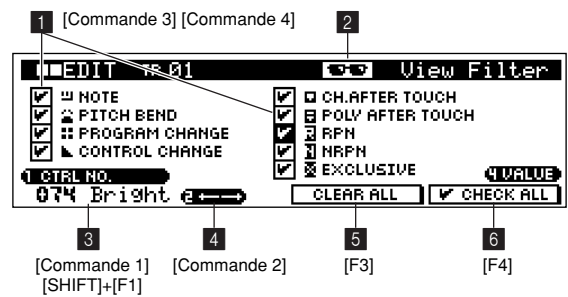 1 [Commande 3] [Commande 4] 2
EDIT TR 01 View Filter
NOTE CH.AFTER TOUCH
PITCH BEND POLY AFTER TOUCH
PROGRAM CHANGE RPN
CONTROL CHANGE NRPN
EXCLUSIVE
1 CTRL NO. 4 VALUE
074 Bright 2 CLEAR ALL CHECK ALL
3 4 5 6
[Commande 1] [Commande 2] [F3] [F4]
[SHIFT]+[F1]